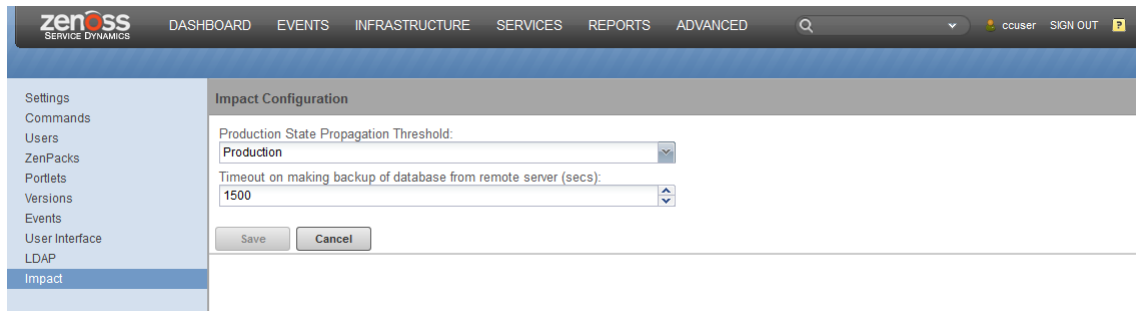 zenoss
SERVICE DYNAMICS
DASHBOARD EVENTS INFRASTRUCTURE SERVICES REPORTS ADVANCED ccuser SIGN OUT ?
Settings
Commands
Users
ZenPacks
Portlets
Versions
Events
User Interface
LDAP
Impact
Impact Configuration
Production State Propagation Threshold:
Production
Timeout on making backup of database from remote server (secs):
1500
Save Cancel